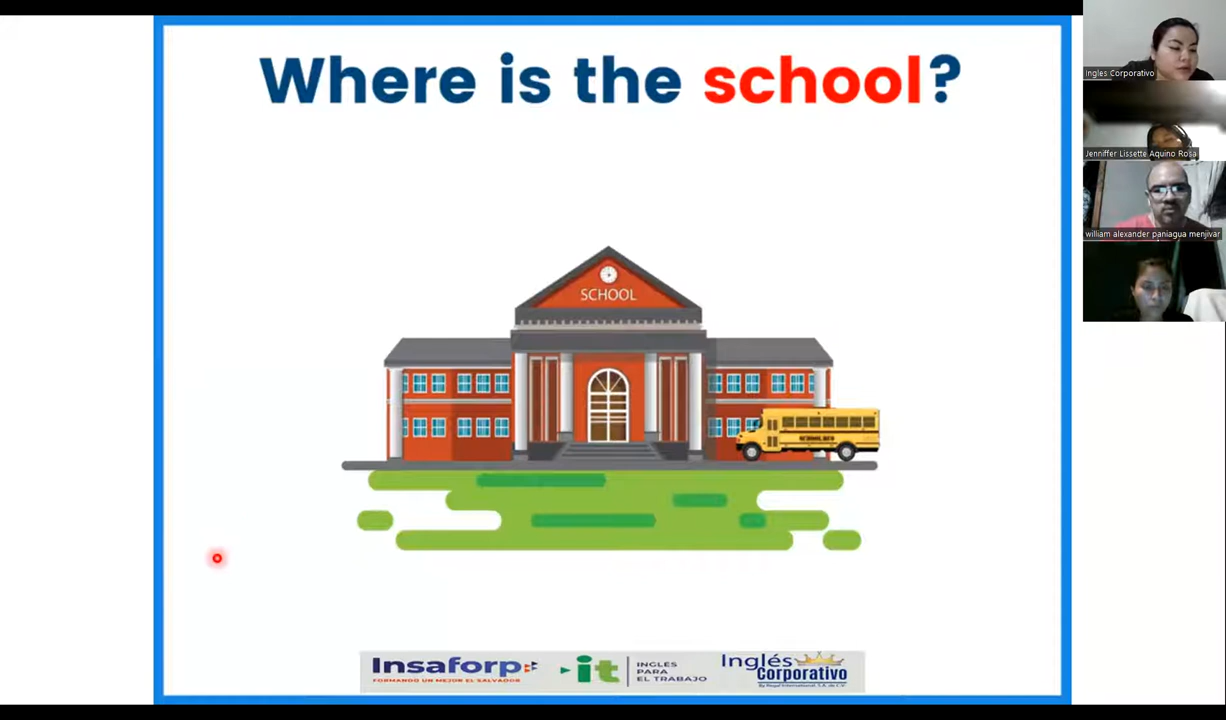 Where is the school?
SCHOOL
SCHOOL BUS
Insaforp
FORMANDO UN MEJOR EL SALVADOR
it
INGLÉS
PARA
EL TRABAJO
Inglés
Corporativo
Ingles Corporativo
Jenniffer Lissette Aquino Rosa
william alexander paniagua menjivar